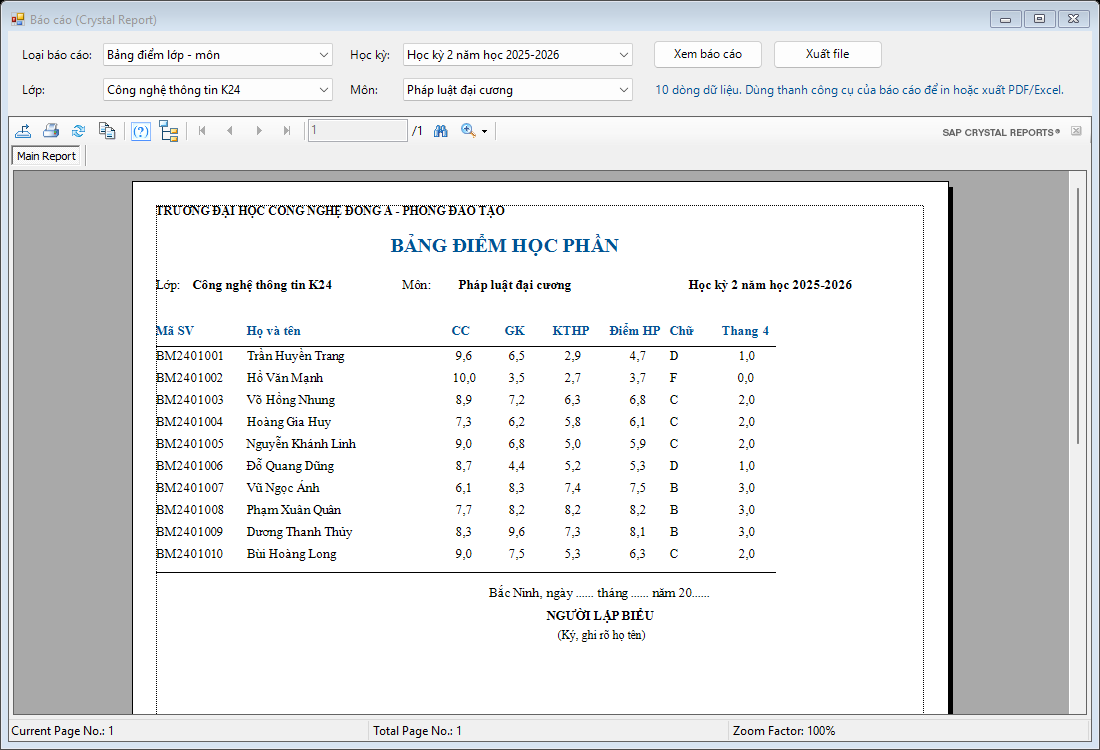 Báo cáo (Crystal Report)
Loại báo cáo: Bảng điểm lớp - môn Học kỳ: Học kỳ 2 năm học 2025-2026 Xem báo cáo Xuất file
Lớp: Công nghệ thông tin K24 Môn: Pháp luật đại cương 10 dòng dữ liệu. Dùng thanh công cụ của báo cáo để in hoặc xuất PDF/Excel.
1 /1 SAP CRYSTAL REPORTS®
Main Report
TRƯỜNG ĐẠI HỌC CÔNG NGHỆ ĐÔNG Á - PHÒNG ĐÀO TẠO
BẢNG ĐIỂM HỌC PHẦN
Lớp: Công nghệ thông tin K24 Môn: Pháp luật đại cương Học kỳ 2 năm học 2025-2026
Mã SV Họ và tên CC GK KTHP Điểm HP Chữ Thang 4
BM2401001 Trần Huyền Trang 9,6 6,5 2,9 4,7 D 1,0
BM2401002 Hồ Văn Mạnh 10,0 3,5 2,7 3,7 F 0,0
BM2401003 Võ Hồng Nhung 8,9 7,2 6,3 6,8 C 2,0
BM2401004 Hoàng Gia Huy 7,3 6,2 5,8 6,1 C 2,0
BM2401005 Nguyễn Khánh Linh 9,0 6,8 5,0 5,9 C 2,0
BM2401006 Đỗ Quang Dũng 8,7 4,4 5,2 5,3 D 1,0
BM2401007 Vũ Ngọc Ánh 6,1 8,3 7,4 7,5 B 3,0
BM2401008 Phạm Xuân Quân 7,7 8,2 8,2 8,2 B 3,0
BM2401009 Dương Thanh Thủy 8,3 9,6 7,3 8,1 B 3,0
BM2401010 Bùi Hoàng Long 9,0 7,5 5,3 6,3 C 2,0
Bắc Ninh, ngày ...... tháng ...... năm 20......
NGƯỜI LẬP BIỂU
(Ký, ghi rõ họ tên)
Current Page No.: 1 Total Page No.: 1 Zoom Factor: 100%